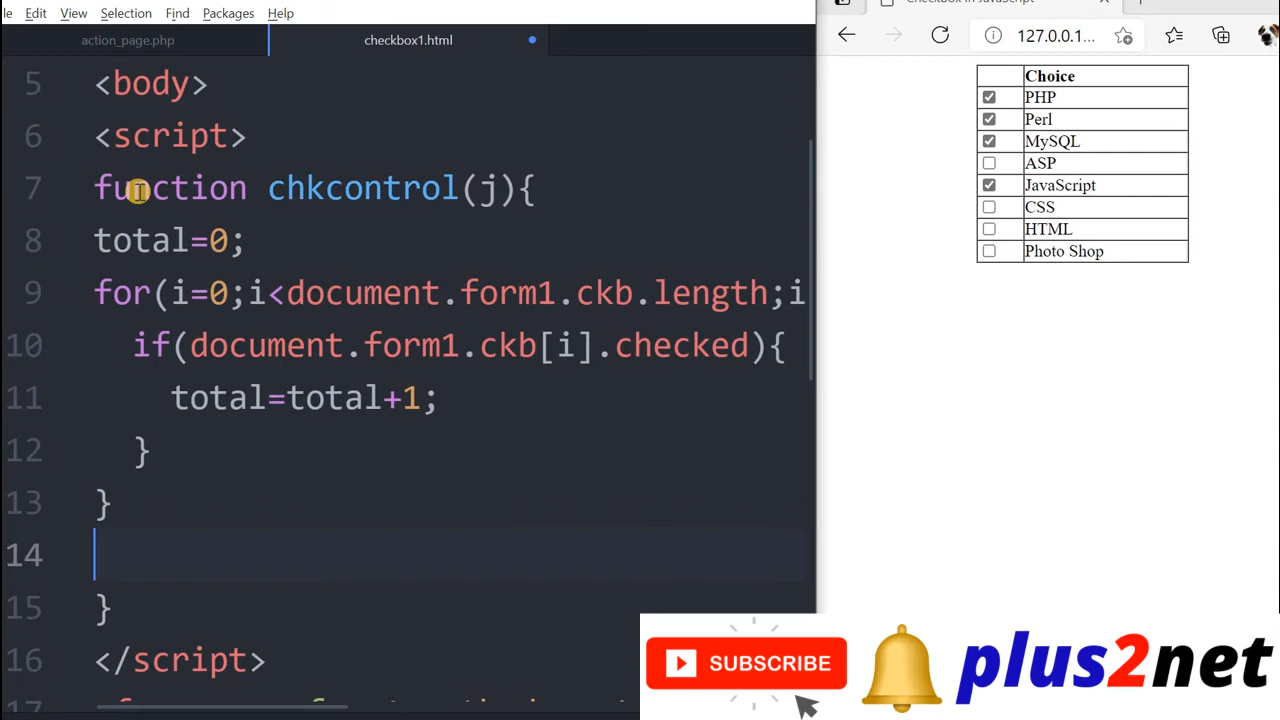 Edit View Selection Find Packages Help
action_page.php
checkbox1.html
5 <body>
6 <script>
7 function chkcontrol(j){
8 total=0;
9 for(i=0;i<document.form1.ckb.length;i
10 if(document.form1.ckb[i].checked){
11 total=total+1;
12 }
13 }
14
15 }
16 </script>
17
127.0.0.1...
Choice
PHP
Perl
MySQL
ASP
JavaScript
CSS
HTML
Photo Shop
SUBSCRIBE
plus2net